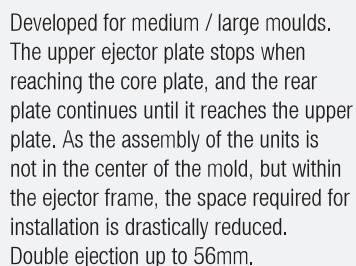 Developed for medium / large moulds.
The upper ejector plate stops when
reaching the core plate, and the rear
plate continues until it reaches the upper
plate. As the assembly of the units is
not in the center of the mold, but within
the ejector frame, the space required for
installation is drastically reduced.
Double ejection up to 56mm.